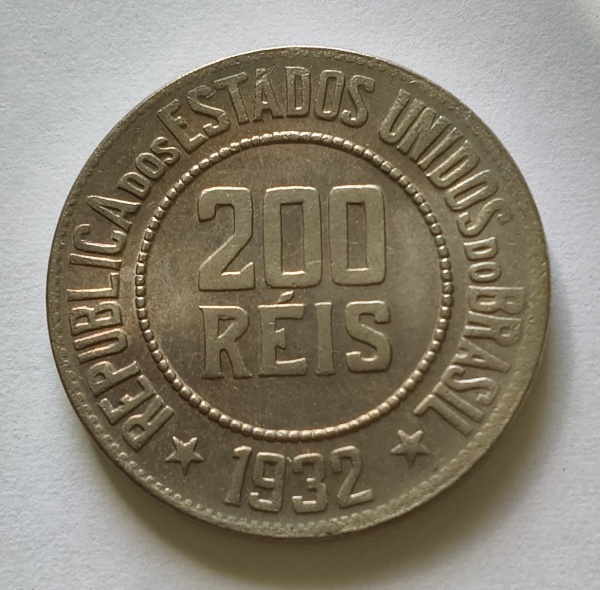 REPUBLICA DOS ESTADOS UNIDOS DO BRASIL
200
RÉIS
1932